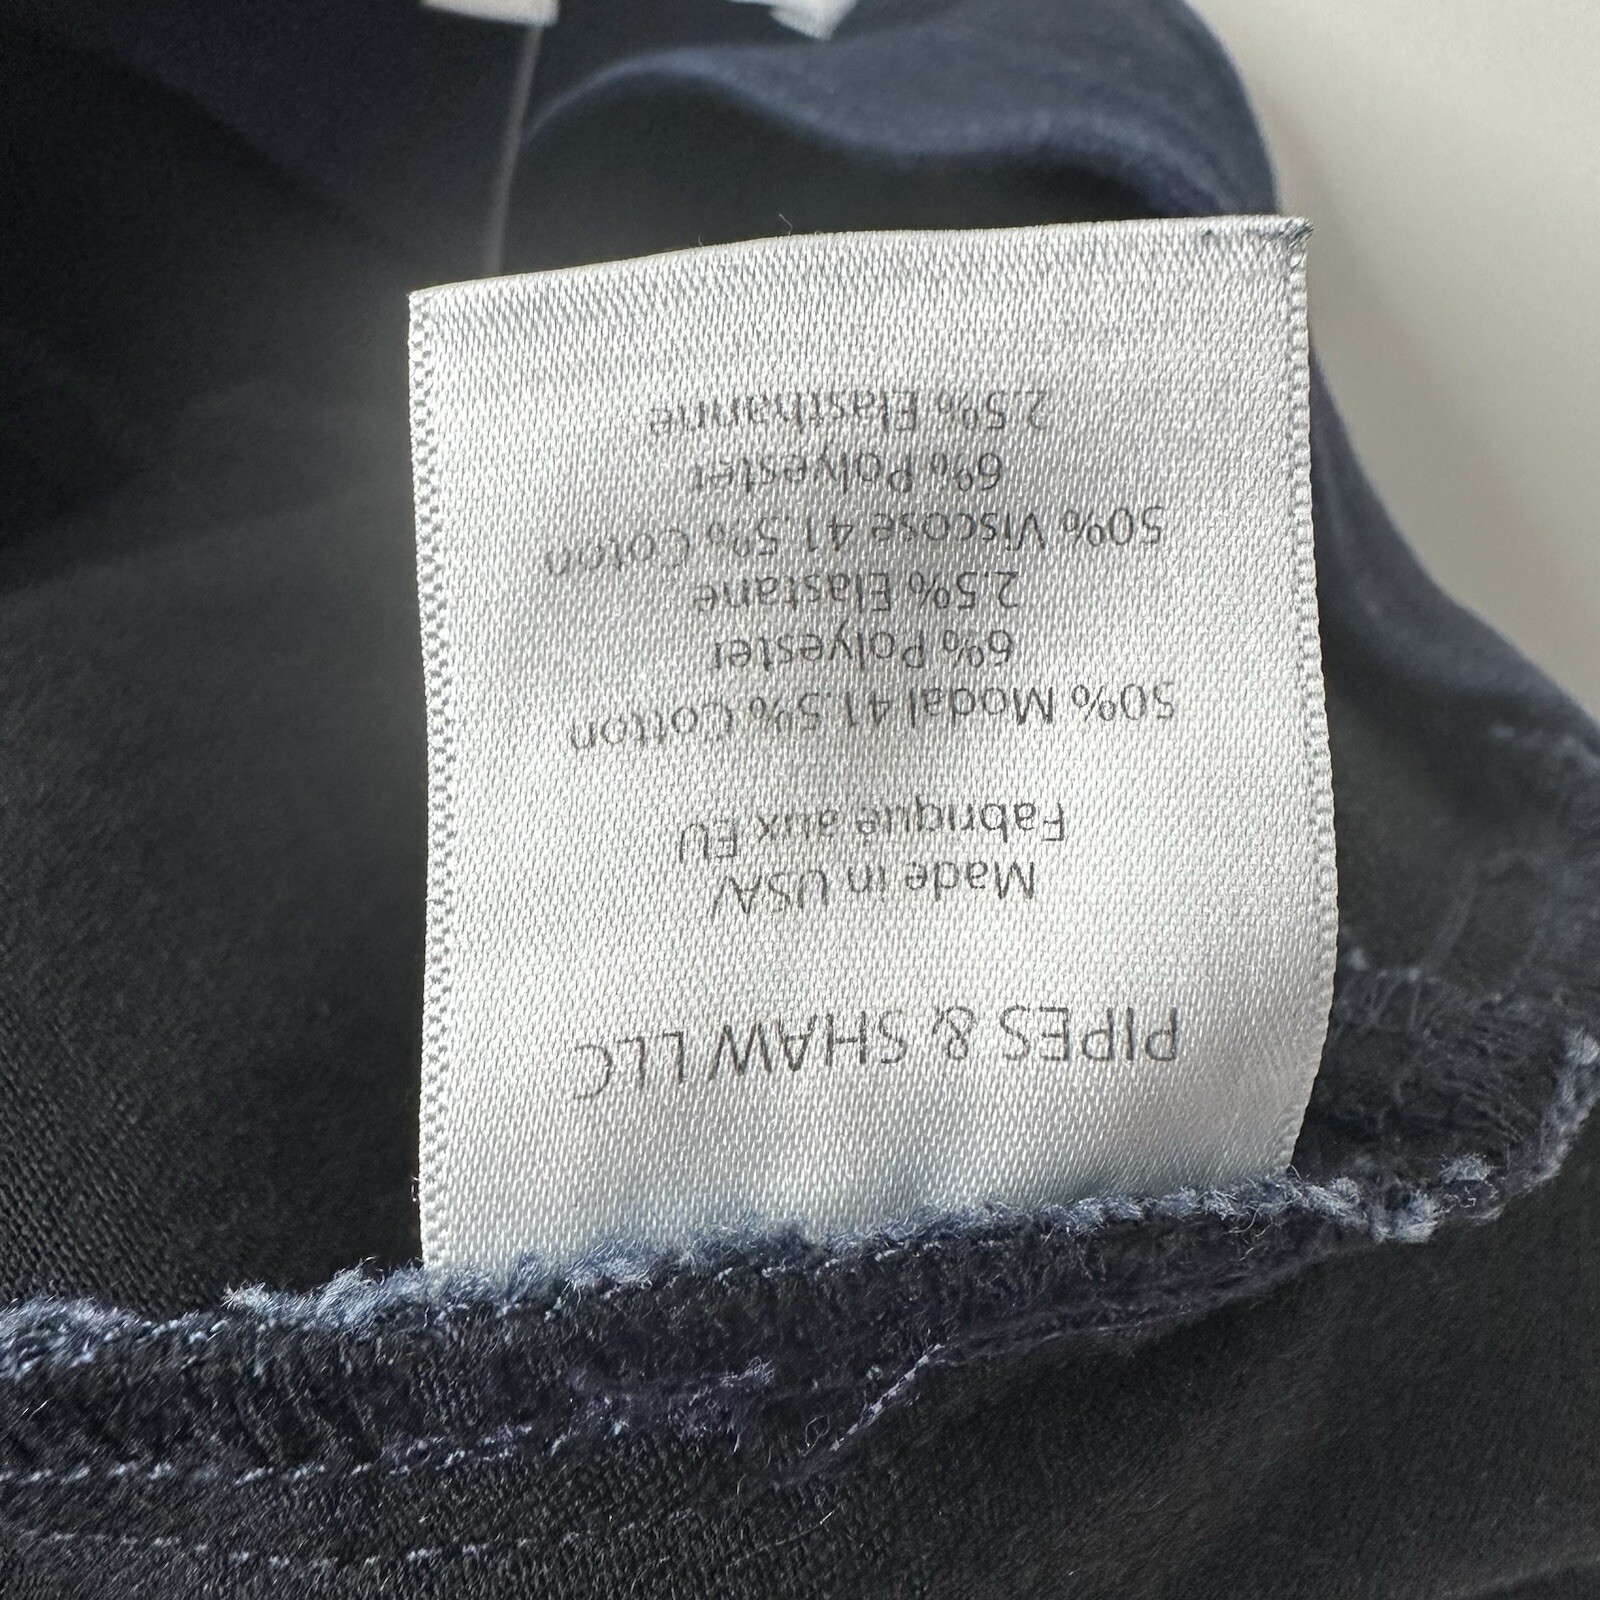 PIPES & SHAW LLC
Made in USA/
Fabriqué aux EU
50% Modal 41.5% Cotton
6% Polyester
2.5% Elastane
50% Viscose 41.5% Coton
6% Polyester
2.5% Elasthanne